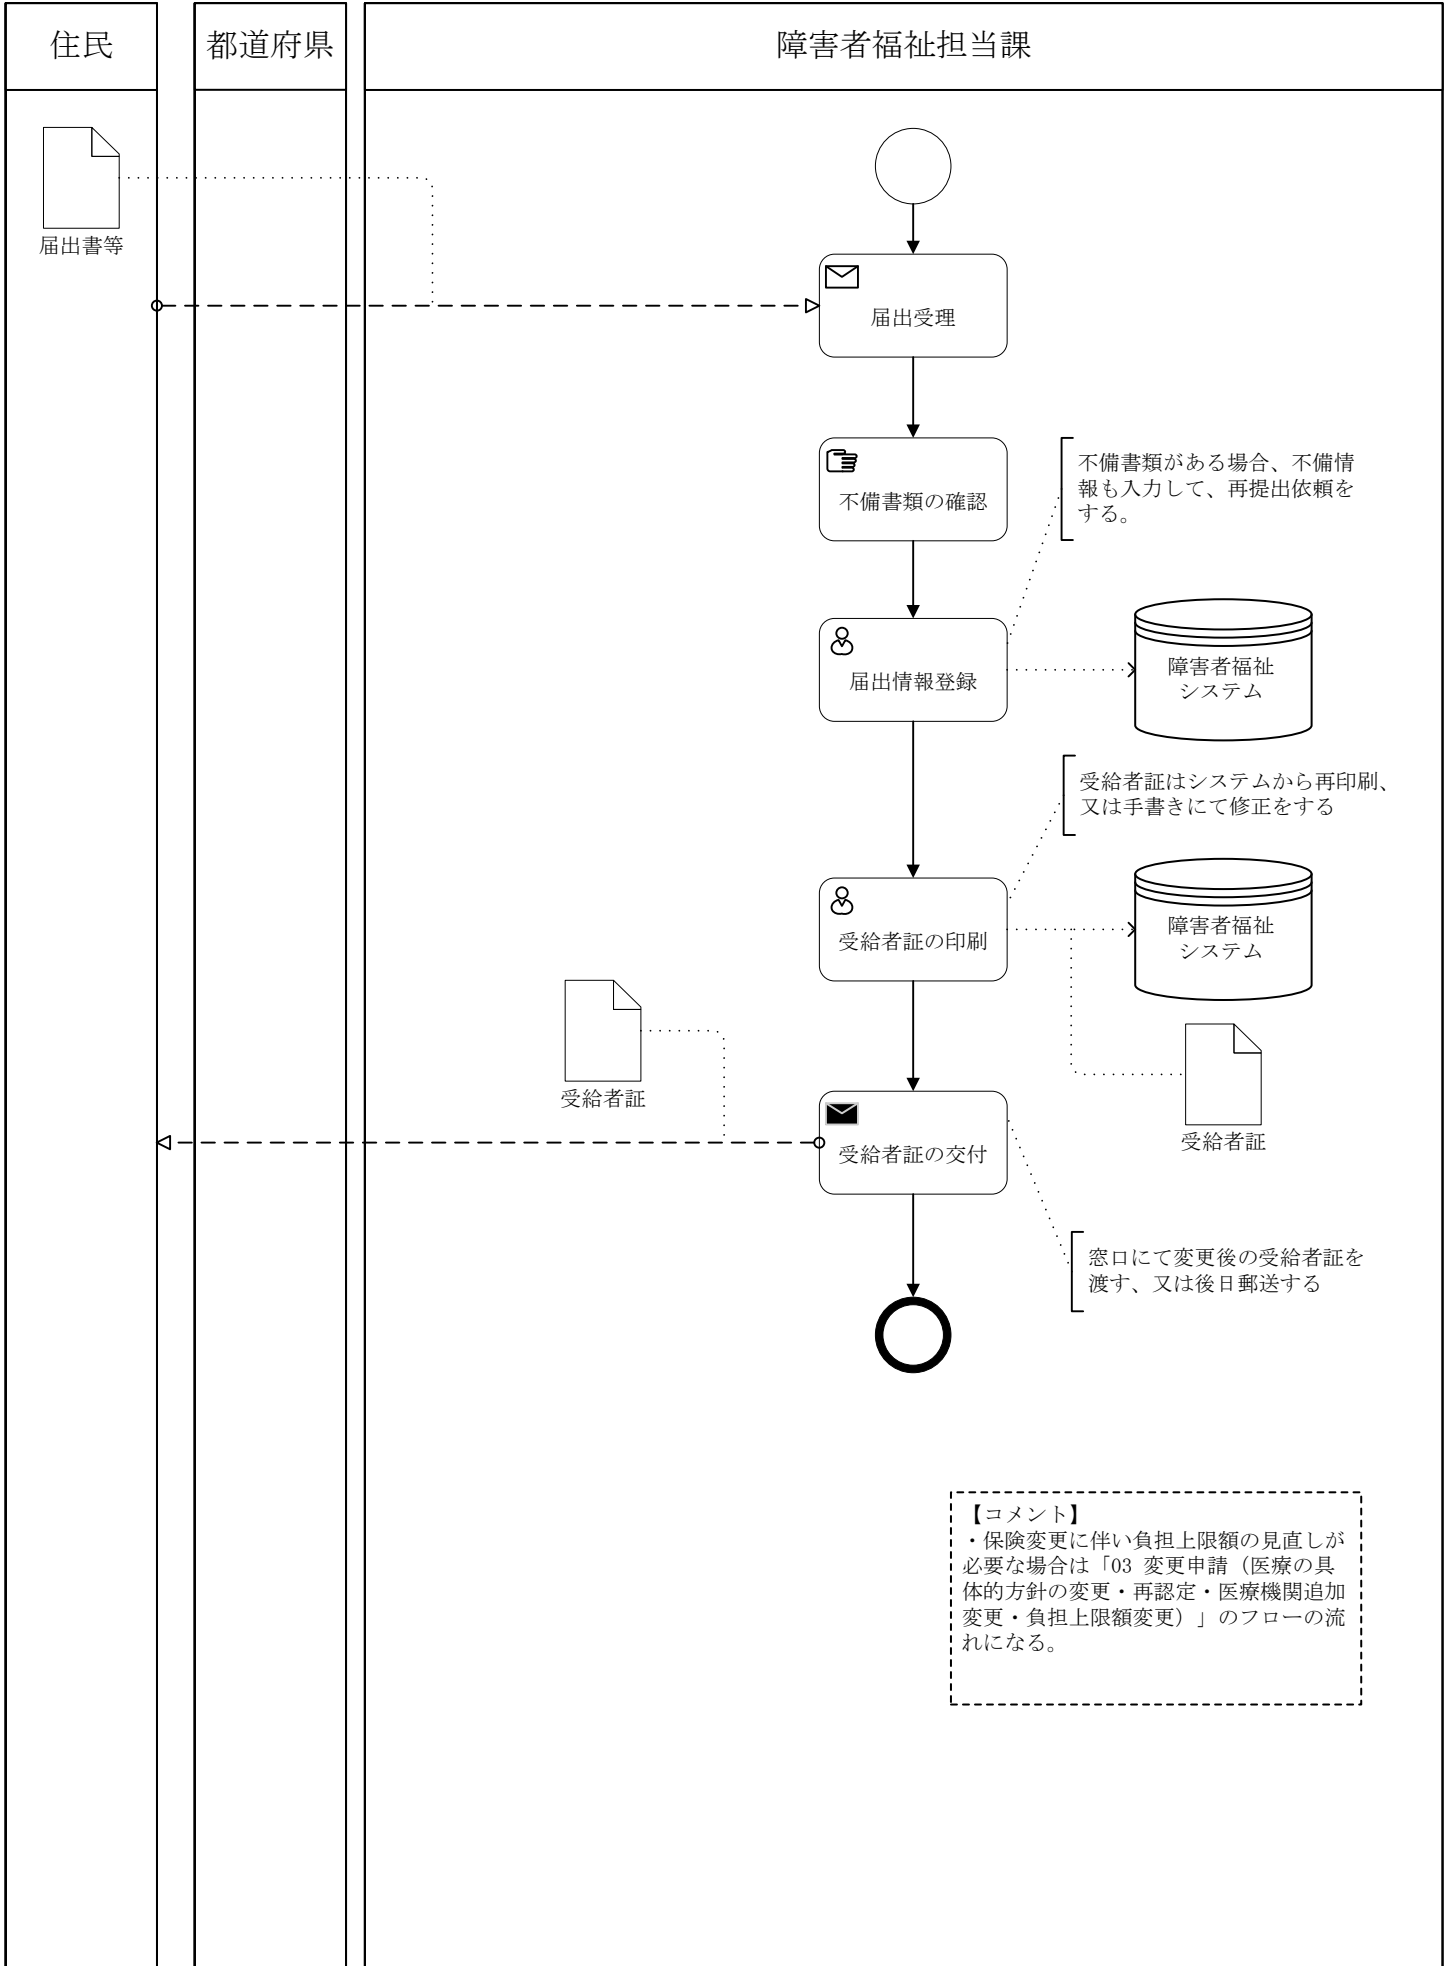 住民
都道府県
障害者福祉担当課
届出書等
届出受理
不備書類の確認
不備書類がある場合、不備情
報も入力して、再提出依頼を
する。
届出情報登録
障害者福祉
システム
受給者証はシステムから再印刷、
又は手書きにて修正をする
受給者証の印刷
障害者福祉
システム
受給者証
受給者証
受給者証の交付
窓口にて変更後の受給者証を
渡す、又は後日郵送する
【コメント】
・保険変更に伴い負担上限額の見直しが
必要な場合は「03 変更申請（医療の具
体的方針の変更・再認定・医療機関追加
変更・負担上限額変更）」のフローの流
れになる。